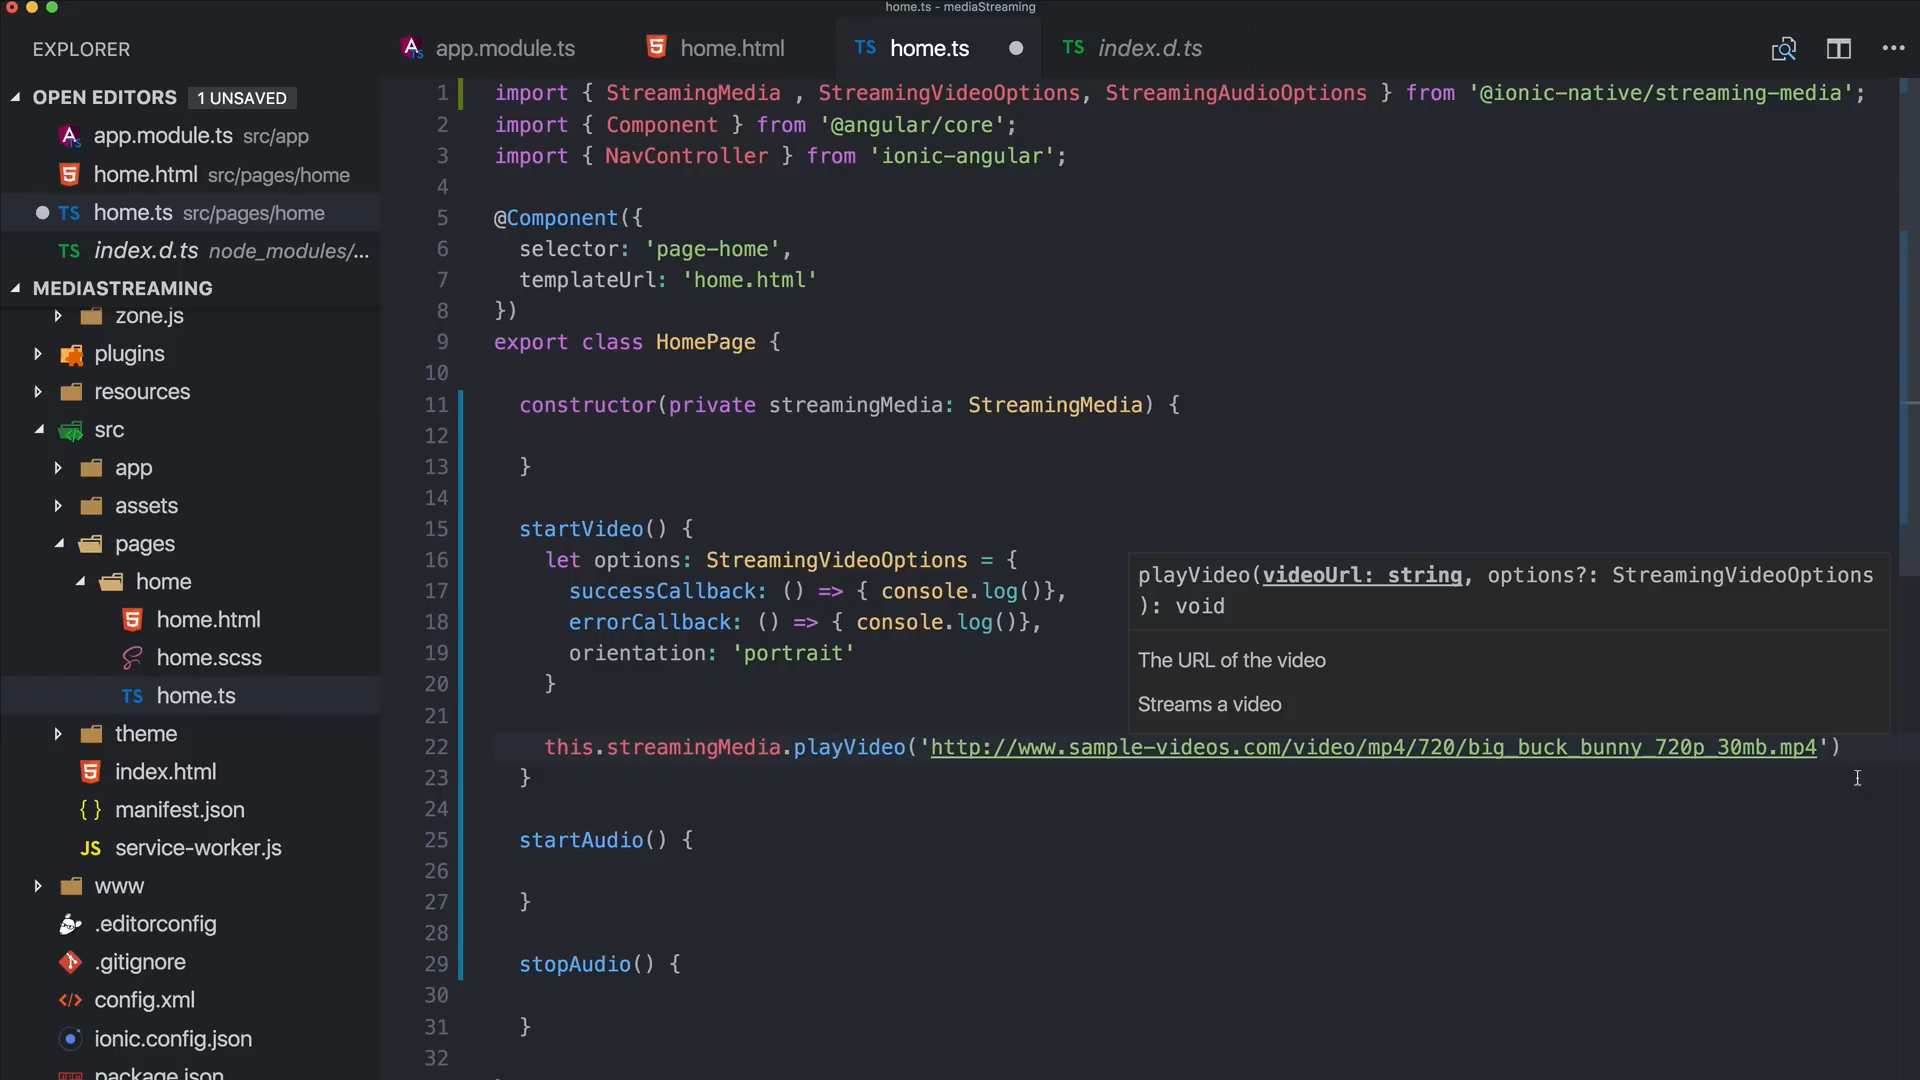 home.ts - mediaStreaming
EXPLORER
OPEN EDITORS 1 UNSAVED
app.module.ts src/app
home.html src/pages/home
home.ts src/pages/home
index.d.ts node_modules/...
MEDIASTREAMING
zone.js
plugins
resources
src
app
assets
pages
home
home.html
home.scss
TS home.ts
theme
index.html
manifest.json
JS service-worker.js
www
.editorconfig
.gitignore
config.xml
ionic.config.json
package.json
app.module.ts
home.html
TS home.ts
TS index.d.ts
1 import { StreamingMedia , StreamingVideoOptions, StreamingAudioOptions } from '@ionic-native/streaming-media';
2 import { Component } from '@angular/core';
3 import { NavController } from 'ionic-angular';
4
5 @Component({
6 selector: 'page-home',
7 templateUrl: 'home.html'
8 })
9 export class HomePage {
10
11 constructor(private streamingMedia: StreamingMedia) {
12
13 }
14
15 startVideo() {
16 let options: StreamingVideoOptions = {
17 successCallback: () => { console.log()},
18 errorCallback: () => { console.log()},
19 orientation: 'portrait'
20 }
21
22 this.streamingMedia.playVideo('http://www.sample-videos.com/video/mp4/720/big_buck_bunny_720p_30mb.mp4')
23 }
24
25 startAudio() {
26
27 }
28
29 stopAudio() {
30
31 }
32
playVideo(videoUrl: string, options?: StreamingVideoOptions
): void
The URL of the video
Streams a video